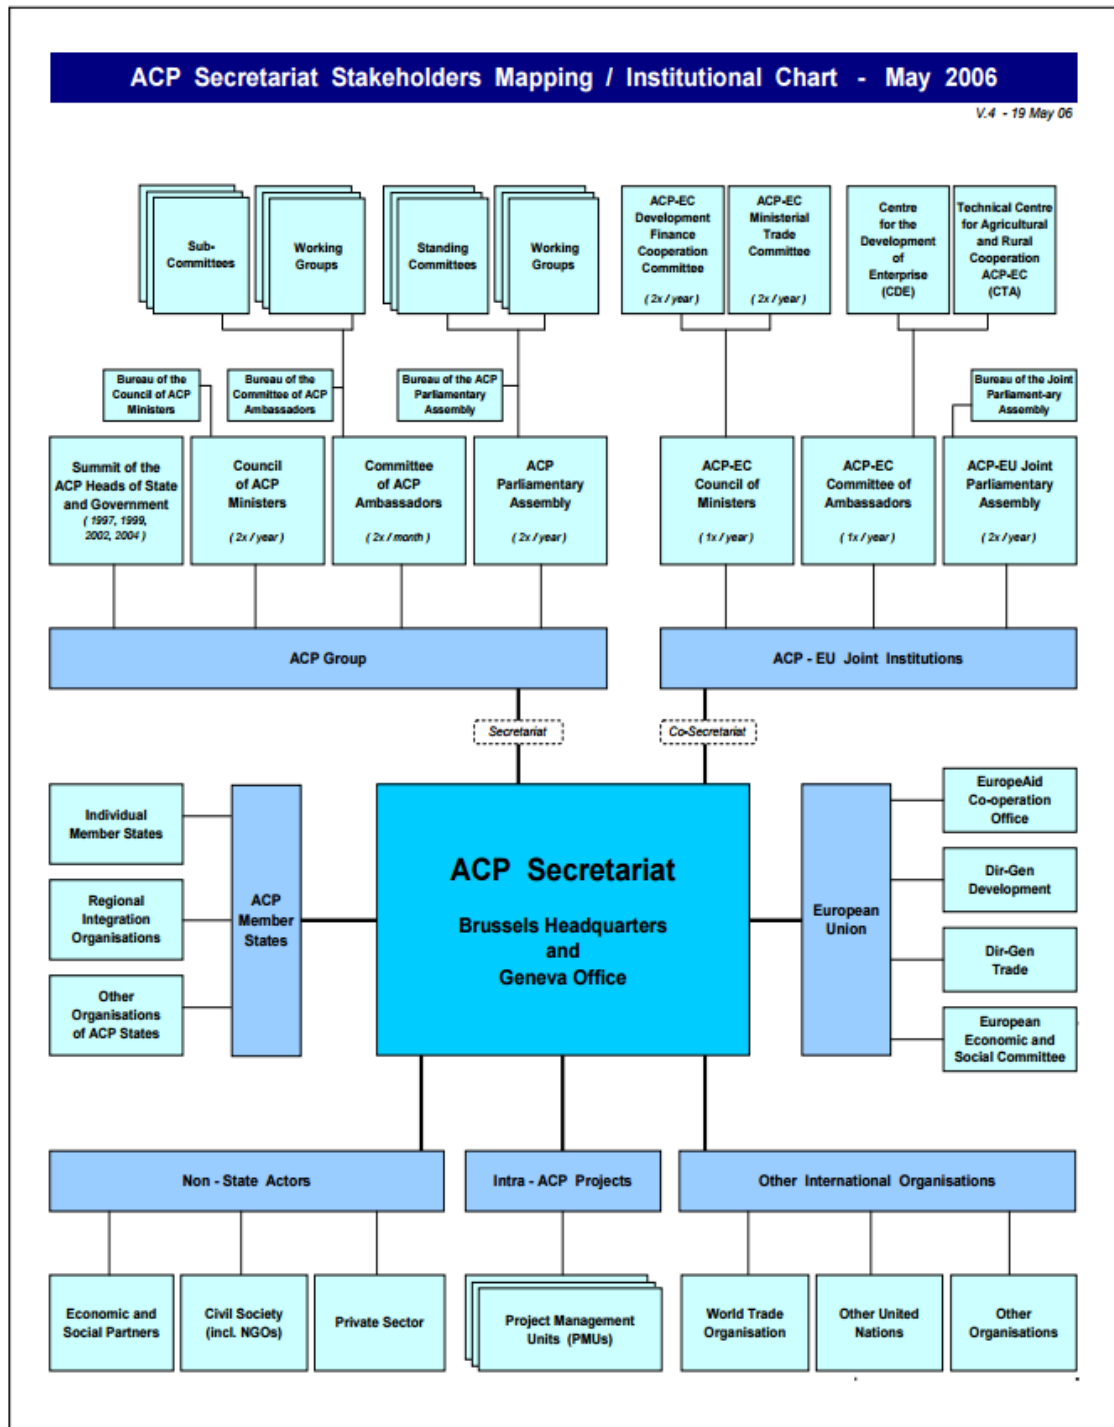 ACP Secretariat Stakeholders Mapping / Institutional Chart - May 2006
V.4 - 19 May 06
Sub-
Committees
Working
Groups
Standing
Committees
Working
Groups
ACP-EC
Development
Finance
Cooperation
Committee
( 2x / year )
ACP-EC
Ministerial
Trade
Committee
( 2x / year )
Centre
for the
Development
of
Enterprise
(CDE)
Technical Centre
for Agricultural
and Rural
Cooperation
ACP-EC
(CTA)
Bureau of the
Council of ACP
Ministers
Bureau of the
Committee of ACP
Ambassadors
Bureau of the ACP
Parliamentary
Assembly
Bureau of the Joint
Parliament-ary
Assembly
Summit of the
ACP Heads of State
and Government
( 1997, 1999,
2002, 2004 )
Council
of ACP
Ministers
( 2x / year )
Committee
of ACP
Ambassadors
( 2x / month )
ACP
Parliamentary
Assembly
( 2x / year )
ACP-EC
Council of
Ministers
( 1x / year )
ACP-EC
Committee of
Ambassadors
( 1x / year )
ACP-EU Joint
Parliamentary
Assembly
( 2x / year )
ACP Group
ACP - EU Joint Institutions
Secretariat
Co-Secretariat
Individual
Member States
Regional
Integration
Organisations
Other
Organisations
of ACP States
ACP
Member
States
ACP Secretariat
Brussels Headquarters
and
Geneva Office
European
Union
EuropeAid
Co-operation
Office
Dir-Gen
Development
Dir-Gen
Trade
European
Economic and
Social Committee
Non - State Actors
Intra - ACP Projects
Other International Organisations
Economic and
Social Partners
Civil Society
(incl. NGOs)
Private Sector
Project Management
Units (PMUs)
World Trade
Organisation
Other United
Nations
Other
Organisations